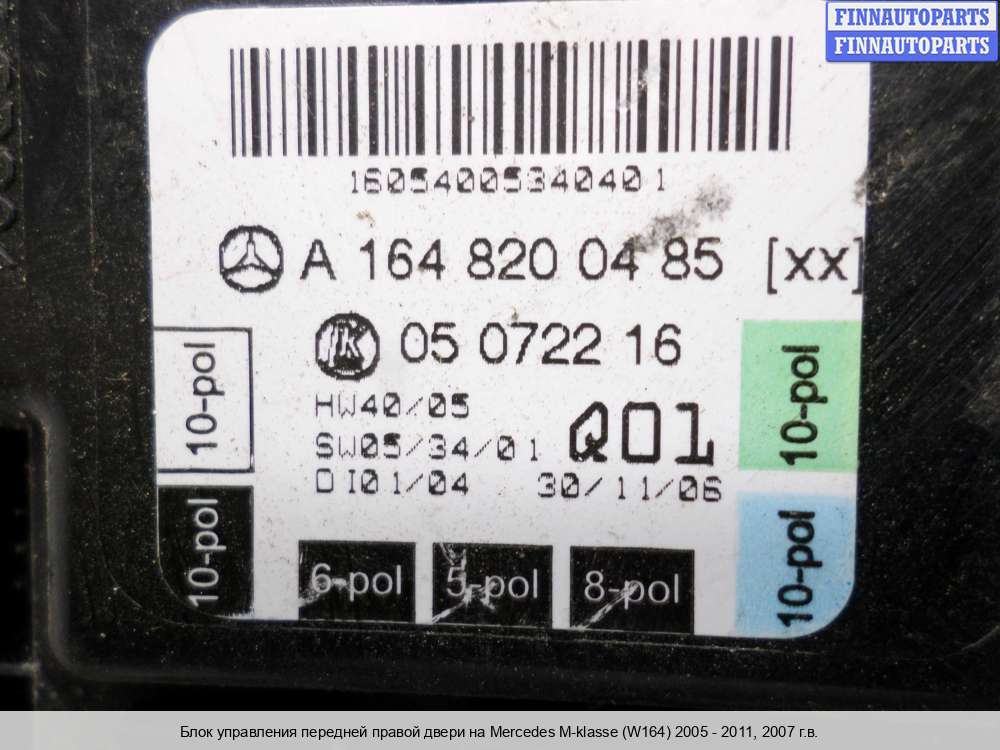 FINNAUTOPARTS
FINNAUTOPARTS
16054005340401
A 164 820 04 85 [xx]
05 0722 16
HW40/05
SW05/34/01 Q01
DI01/04 30/11/06
10-pol
10-pol
6-pol 5-pol 8-pol
10-pol
10-pol
Блок управления передней правой двери на Mercedes M-klasse (W164) 2005 - 2011, 2007 г.в.